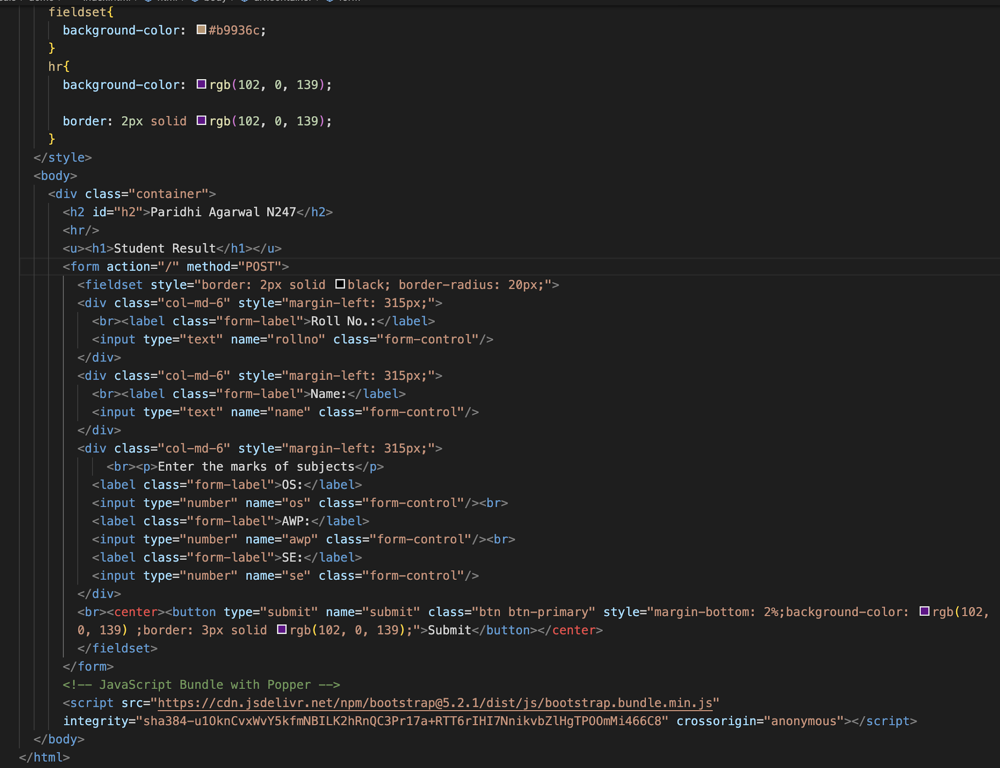 fieldset{
background-color: #b9936c;
}
hr{
background-color: rgb(102, 0, 139);
border: 2px solid rgb(102, 0, 139);
}
</style>
<body>
<div class="container">
<h2 id="h2">Paridhi Agarwal N247</h2>
<hr/>
<u><h1>Student Result</h1></u>
<form action="/" method="POST">
<fieldset style="border: 2px solid black; border-radius: 20px;">
<div class="col-md-6" style="margin-left: 315px;">
<br><label class="form-label">Roll No.:</label>
<input type="text" name="rollno" class="form-control"/>
</div>
<div class="col-md-6" style="margin-left: 315px;">
<br><label class="form-label">Name:</label>
<input type="text" name="name" class="form-control"/>
</div>
<div class="col-md-6" style="margin-left: 315px;">
<br><p>Enter the marks of subjects</p>
<label class="form-label">OS:</label>
<input type="number" name="os" class="form-control"/><br>
<label class="form-label">AWP:</label>
<input type="number" name="awp" class="form-control"/><br>
<label class="form-label">SE:</label>
<input type="number" name="se" class="form-control"/>
</div>
<br><center><button type="submit" name="submit" class="btn btn-primary" style="margin-bottom: 2%;background-color: rgb(102,
0, 139) ;border: 3px solid rgb(102, 0, 139);">Submit</button></center>
</fieldset>
</form>
<!-- JavaScript Bundle with Popper -->
<script src="https://cdn.jsdelivr.net/npm/bootstrap@5.2.1/dist/js/bootstrap.bundle.min.js"
integrity="sha384-u1OknCvxWvY5kfmNBILK2hRnQC3Pr17a+RTT6rIHI7NnikvbZlHgTPOOmMi466C8" crossorigin="anonymous"></script>
</body>
</html>